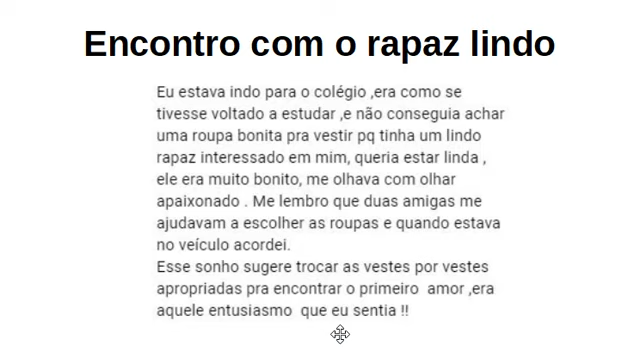 Encontro com o rapaz lindo
Eu estava indo para o colégio ,era como se
tivesse voltado a estudar ,e não conseguia achar
uma roupa bonita pra vestir pq tinha um lindo
rapaz interessado em mim, queria estar linda ,
ele era muito bonito, me olhava com olhar
apaixonado . Me lembro que duas amigas me
ajudavam a escolher as roupas e quando estava
no veículo acordei.
Esse sonho sugere trocar as vestes por vestes
apropriadas pra encontrar o primeiro  amor ,era
aquele entusiasmo  que eu sentia !!